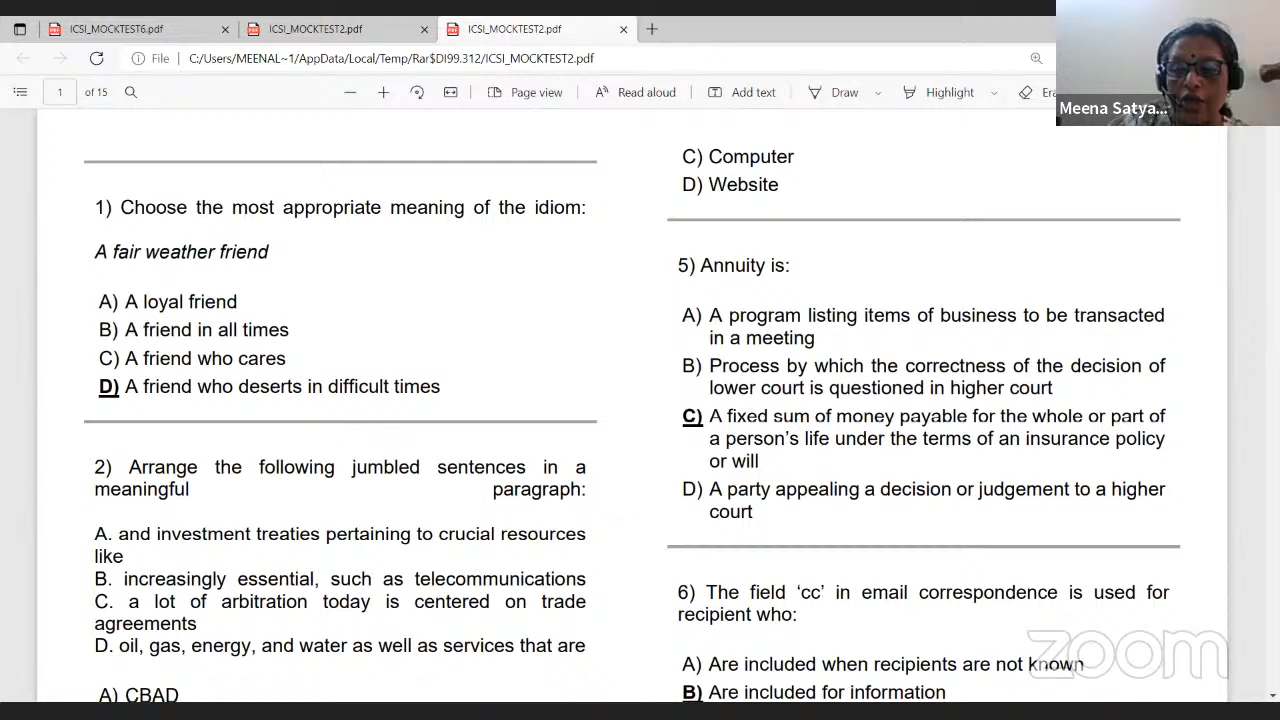 ICSI_MOCKTEST6.pdf
ICSI_MOCKTEST2.pdf
ICSI_MOCKTEST2.pdf
File
C:/Users/MEENAL~1/AppData/Local/Temp/Rar$DI99.312/ICSI_MOCKTEST2.pdf
1 of 15
Page view
Read aloud
Add text
Draw
Highlight
Era
Meena Satya...
1) Choose the most appropriate meaning of the idiom:
A fair weather friend
A) A loyal friend
B) A friend in all times
C) A friend who cares
D) A friend who deserts in difficult times
2) Arrange the following jumbled sentences in a
meaningful paragraph:
A. and investment treaties pertaining to crucial resources
like
B. increasingly essential, such as telecommunications
C. a lot of arbitration today is centered on trade
agreements
D. oil, gas, energy, and water as well as services that are
A) CBAD
C) Computer
D) Website
5) Annuity is:
A) A program listing items of business to be transacted
in a meeting
B) Process by which the correctness of the decision of
lower court is questioned in higher court
C) A fixed sum of money payable for the whole or part of
a person's life under the terms of an insurance policy
or will
D) A party appealing a decision or judgement to a higher
court
6) The field 'cc' in email correspondence is used for
recipient who:
A) Are included when recipients are not known
B) Are included for information
zoom